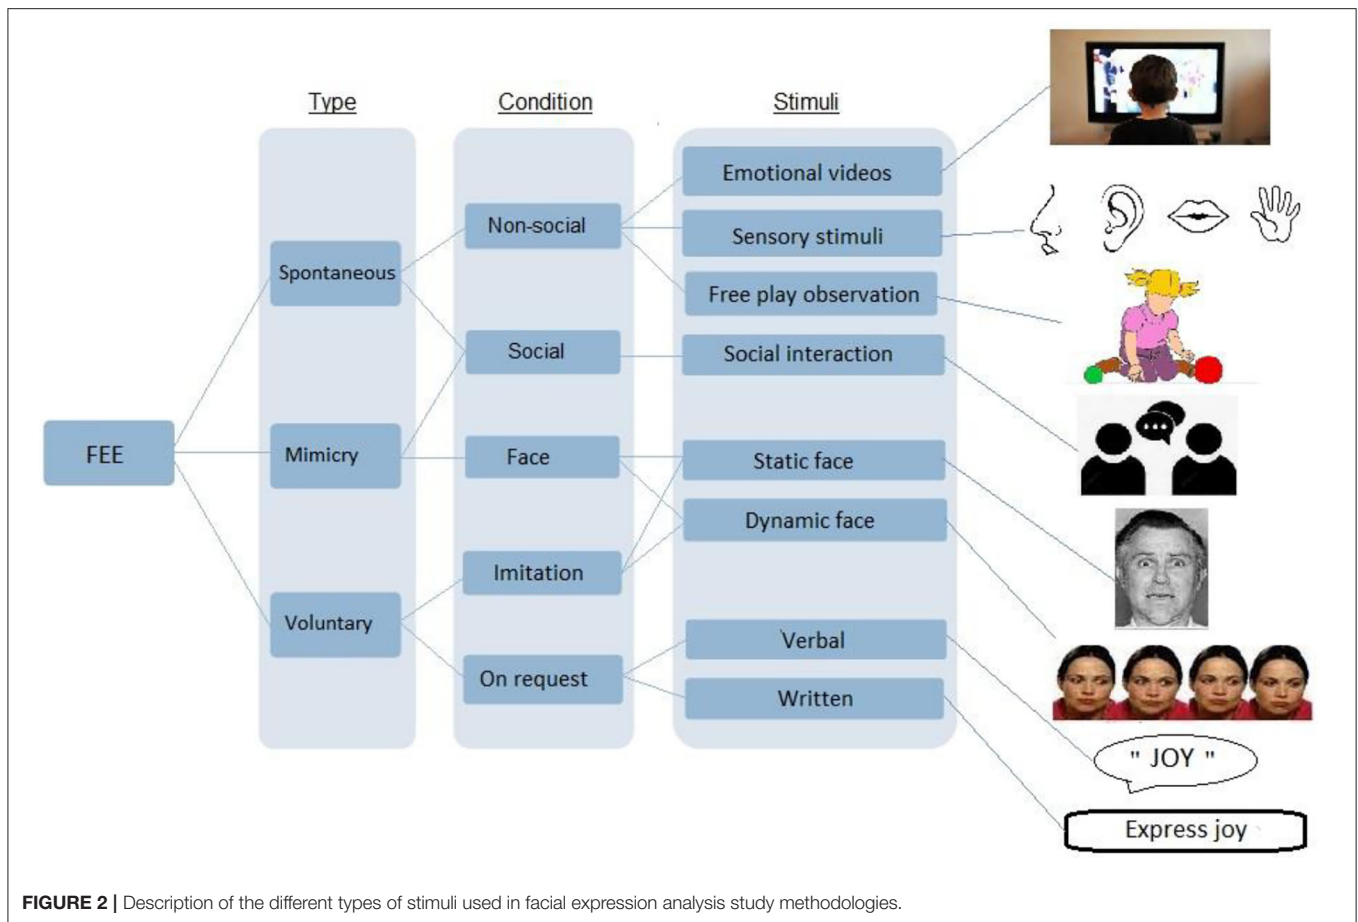 Type
Condition
Stimuli
FEE
Spontaneous
Mimicry
Voluntary
Non-social
Social
Face
Imitation
On request
Emotional videos
Sensory stimuli
Free play observation
Social interaction
Static face
Dynamic face
Verbal
Written
" JOY "
Express joy
FIGURE 2 | Description of the different types of stimuli used in facial expression analysis study methodologies.